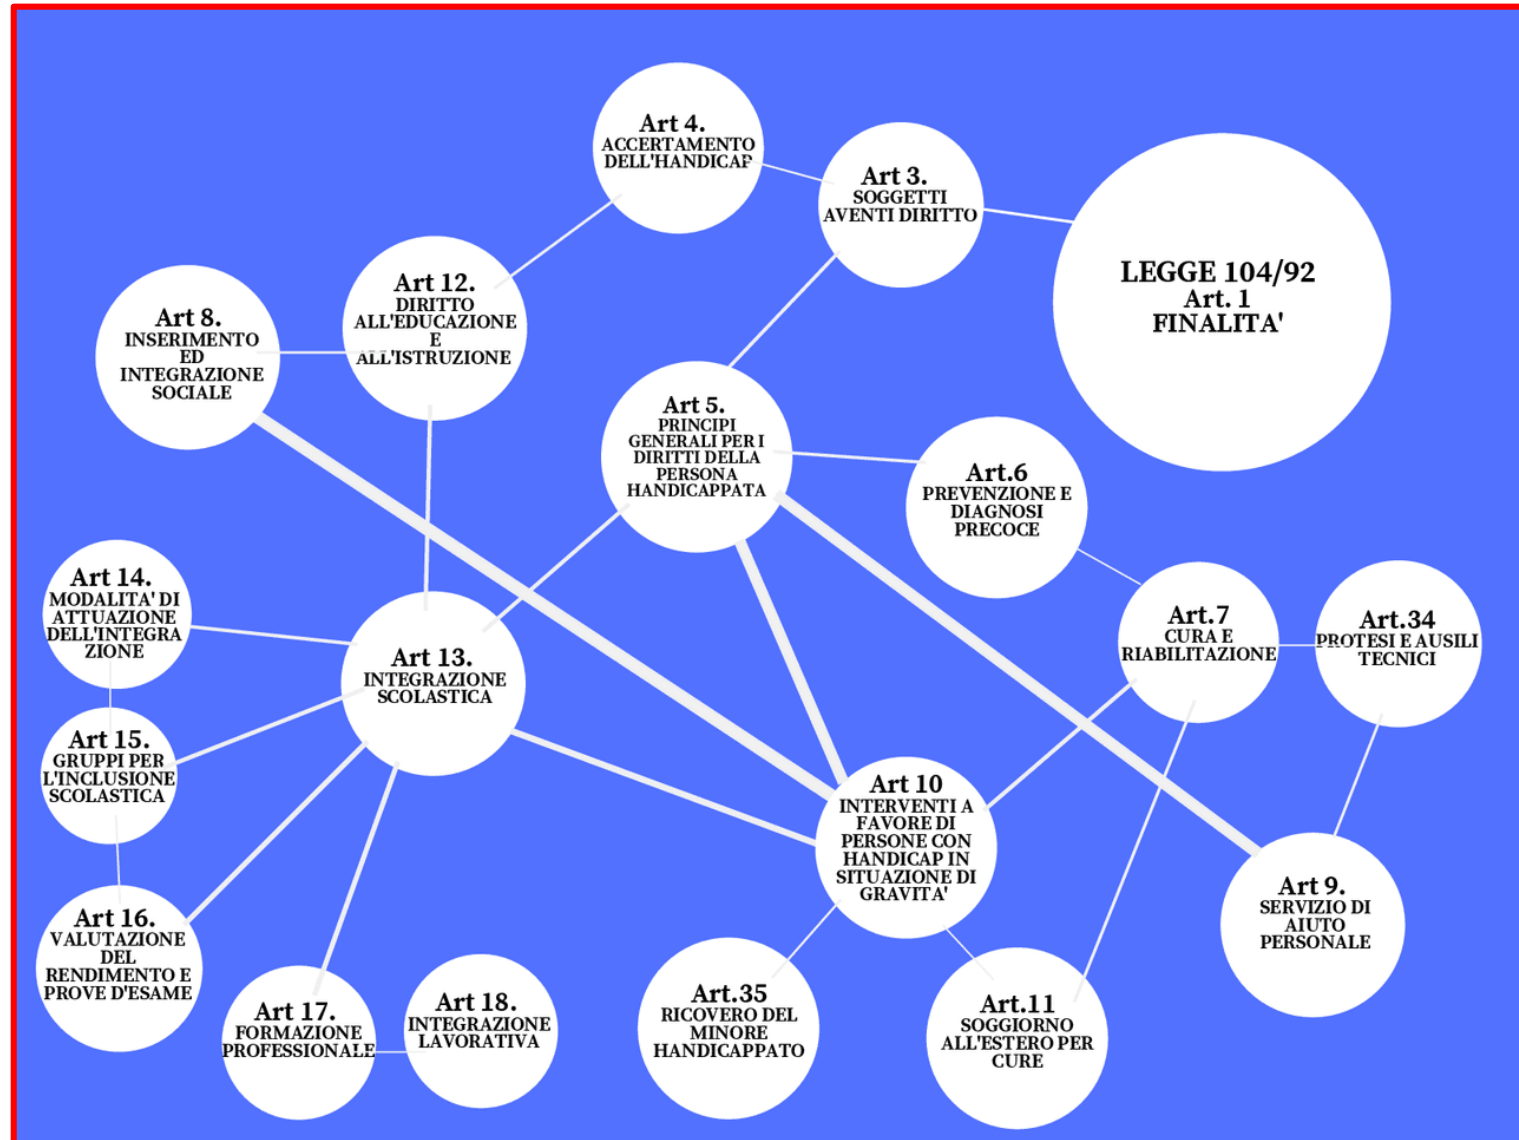 Art 4.
ACCERTAMENTO
DELL'HANDICAP
Art 3.
SOGGETTI
AVENTI DIRITTO
LEGGE 104/92
Art. 1
FINALITA'
Art 12.
DIRITTO
ALL'EDUCAZIONE
E
ALL'ISTRUZIONE
Art 8.
INSERIMENTO
ED
INTEGRAZIONE
SOCIALE
Art 5.
PRINCIPI
GENERALI PER I
DIRITTI DELLA
PERSONA
HANDICAPPATA
Art.6
PREVENZIONE E
DIAGNOSI
PRECOCE
Art 14.
MODALITA' DI
ATTUAZIONE
DELL'INTEGRA
ZIONE
Art 13.
INTEGRAZIONE
SCOLASTICA
Art.7
CURA E
RIABILITAZIONE
Art.34
PROTESI E AUSILI
TECNICI
Art 15.
GRUPPI PER
L'INCLUSIONE
SCOLASTICA
Art 10
INTERVENTI A
FAVORE DI
PERSONE CON
HANDICAP IN
SITUAZIONE DI
GRAVITA'
Art 9.
SERVIZIO DI
AIUTO
PERSONALE
Art 16.
VALUTAZIONE
DEL
RENDIMENTO E
PROVE D'ESAME
Art 17.
FORMAZIONE
PROFESSIONALE
Art 18.
INTEGRAZIONE
LAVORATIVA
Art.35
RICOVERO DEL
MINORE
HANDICAPPATO
Art.11
SOGGIORNO
ALL'ESTERO PER
CURE